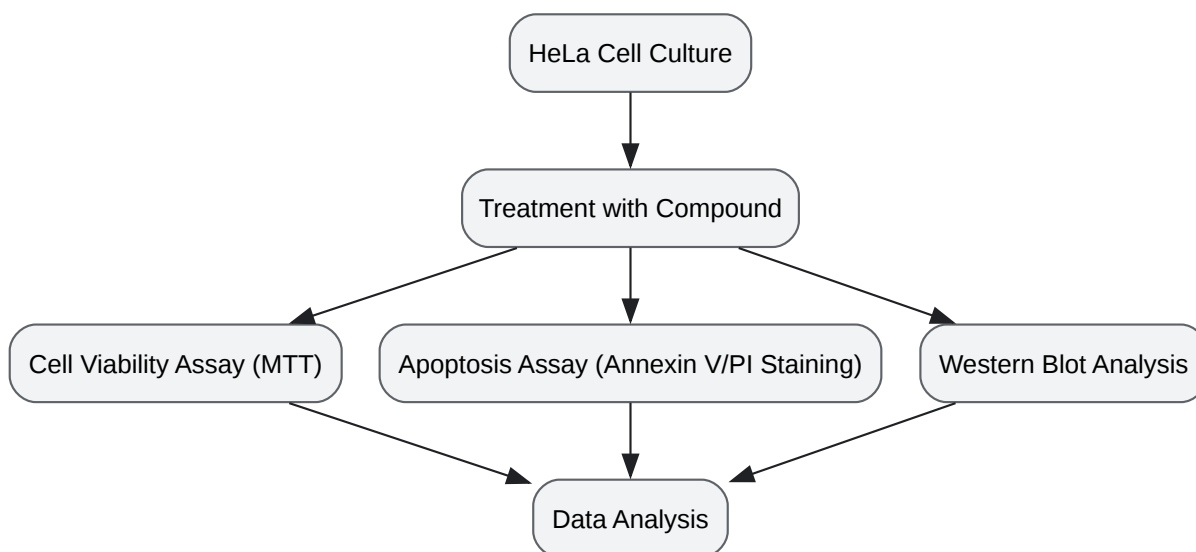 HeLa Cell Culture
Treatment with Compound
Cell Viability Assay (MTT)
Apoptosis Assay (Annexin V/PI Staining)
Western Blot Analysis
Data Analysis